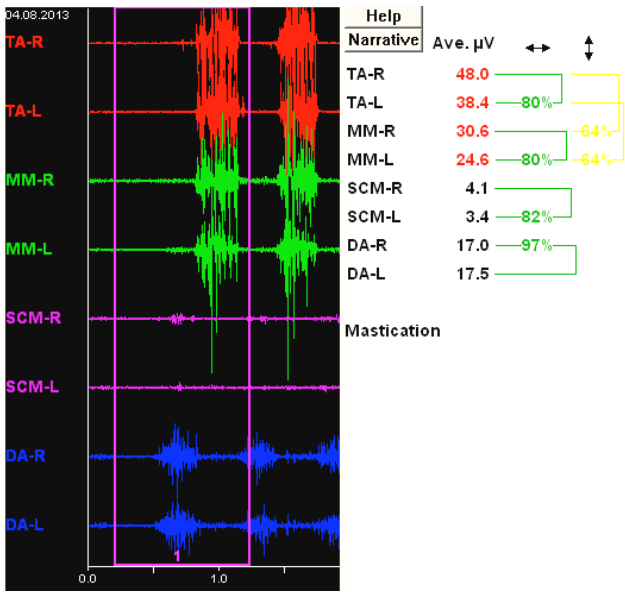 04.08.2013
Help
Narrative
Ave. µV
TA-R
TA-L
MM-R
MM-L
SCM-R
SCM-L
DA-R
DA-L
TA-R 48.0
TA-L 38.4 80%
MM-R 30.6 64%
MM-L 24.6 80% 64%
SCM-R 4.1
SCM-L 3.4 82%
DA-R 17.0 97%
DA-L 17.5
Mastication
1
0.0 1.0